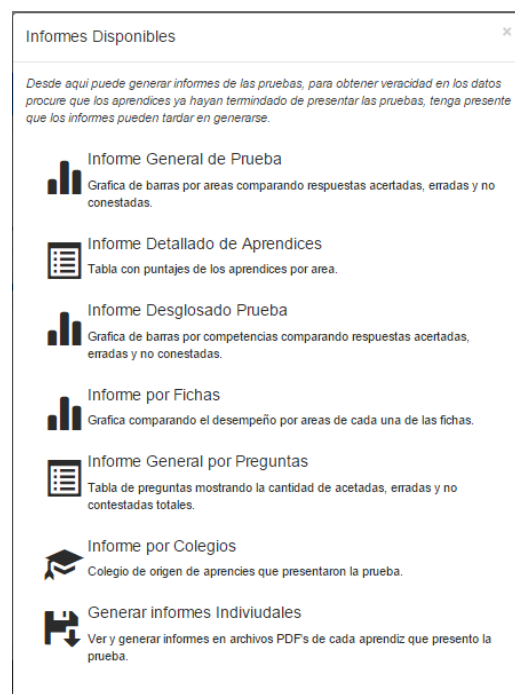 Informes Disponibles ×
Desde aqui puede generar informes de las pruebas, para obtener veracidad en los datos
procure que los aprendices ya hayan termindado de presentar las pruebas, tenga presente
que los informes pueden tardar en generarse.
Informe General de Prueba
Grafica de barras por areas comparando respuestas acertadas, erradas y no
conestadas.
Informe Detallado de Aprendices
Tabla con puntajes de los aprendices por area.
Informe Desglosado Prueba
Grafica de barras por competencias comparando respuestas acertadas,
erradas y no conestadas.
Informe por Fichas
Grafica comparando el desempeño por areas de cada una de las fichas.
Informe General por Preguntas
Tabla de preguntas mostrando la cantidad de acetadas, erradas y no
contestadas totales.
Informe por Colegios
Colegio de origen de aprencies que presentaron la prueba.
Generar informes Indiviudales
Ver y generar informes en archivos PDF's de cada aprendiz que presento la
prueba.